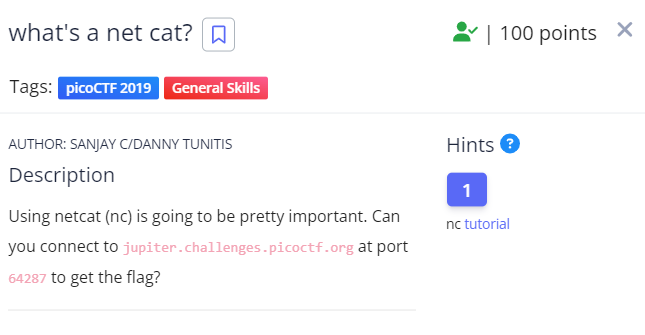 what's a net cat?
| 100 points
Tags: picoCTF 2019 General Skills
AUTHOR: SANJAY C/DANNY TUNITIS
Description
Using netcat (nc) is going to be pretty important. Can
you connect to jupiter.challenges.picoctf.org at port
64287 to get the flag?
Hints ?
1
nc tutorial